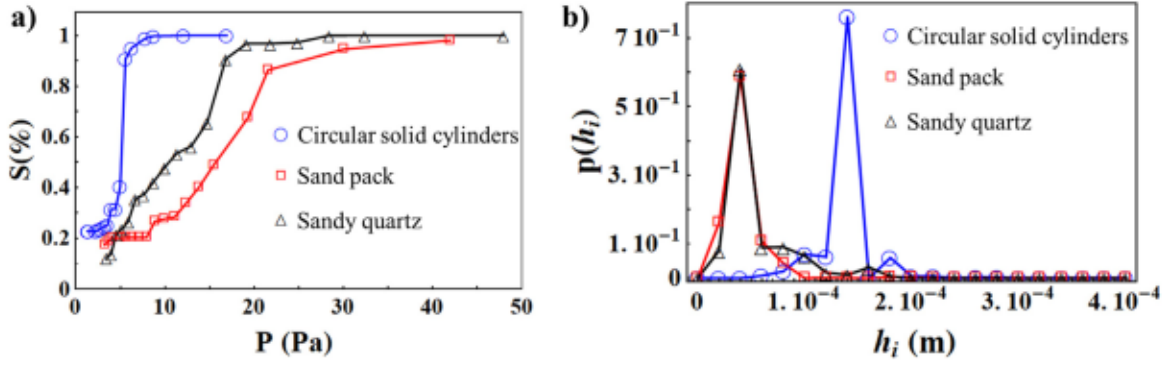 a)
S(%)
1
0.8
0.6
0.4
0.2
0
0
10
20
30
40
50
P (Pa)
Circular solid cylinders
Sand pack
Sandy quartz
b)
p(hᵢ)
7 10⁻¹
5 10⁻¹
3. 10⁻¹
1 10⁻¹
0
0
1. 10⁻⁴
2. 10⁻⁴
3. 10⁻⁴
4. 10⁻⁴
hᵢ (m)
Circular solid cylinders
Sand pack
Sandy quartz